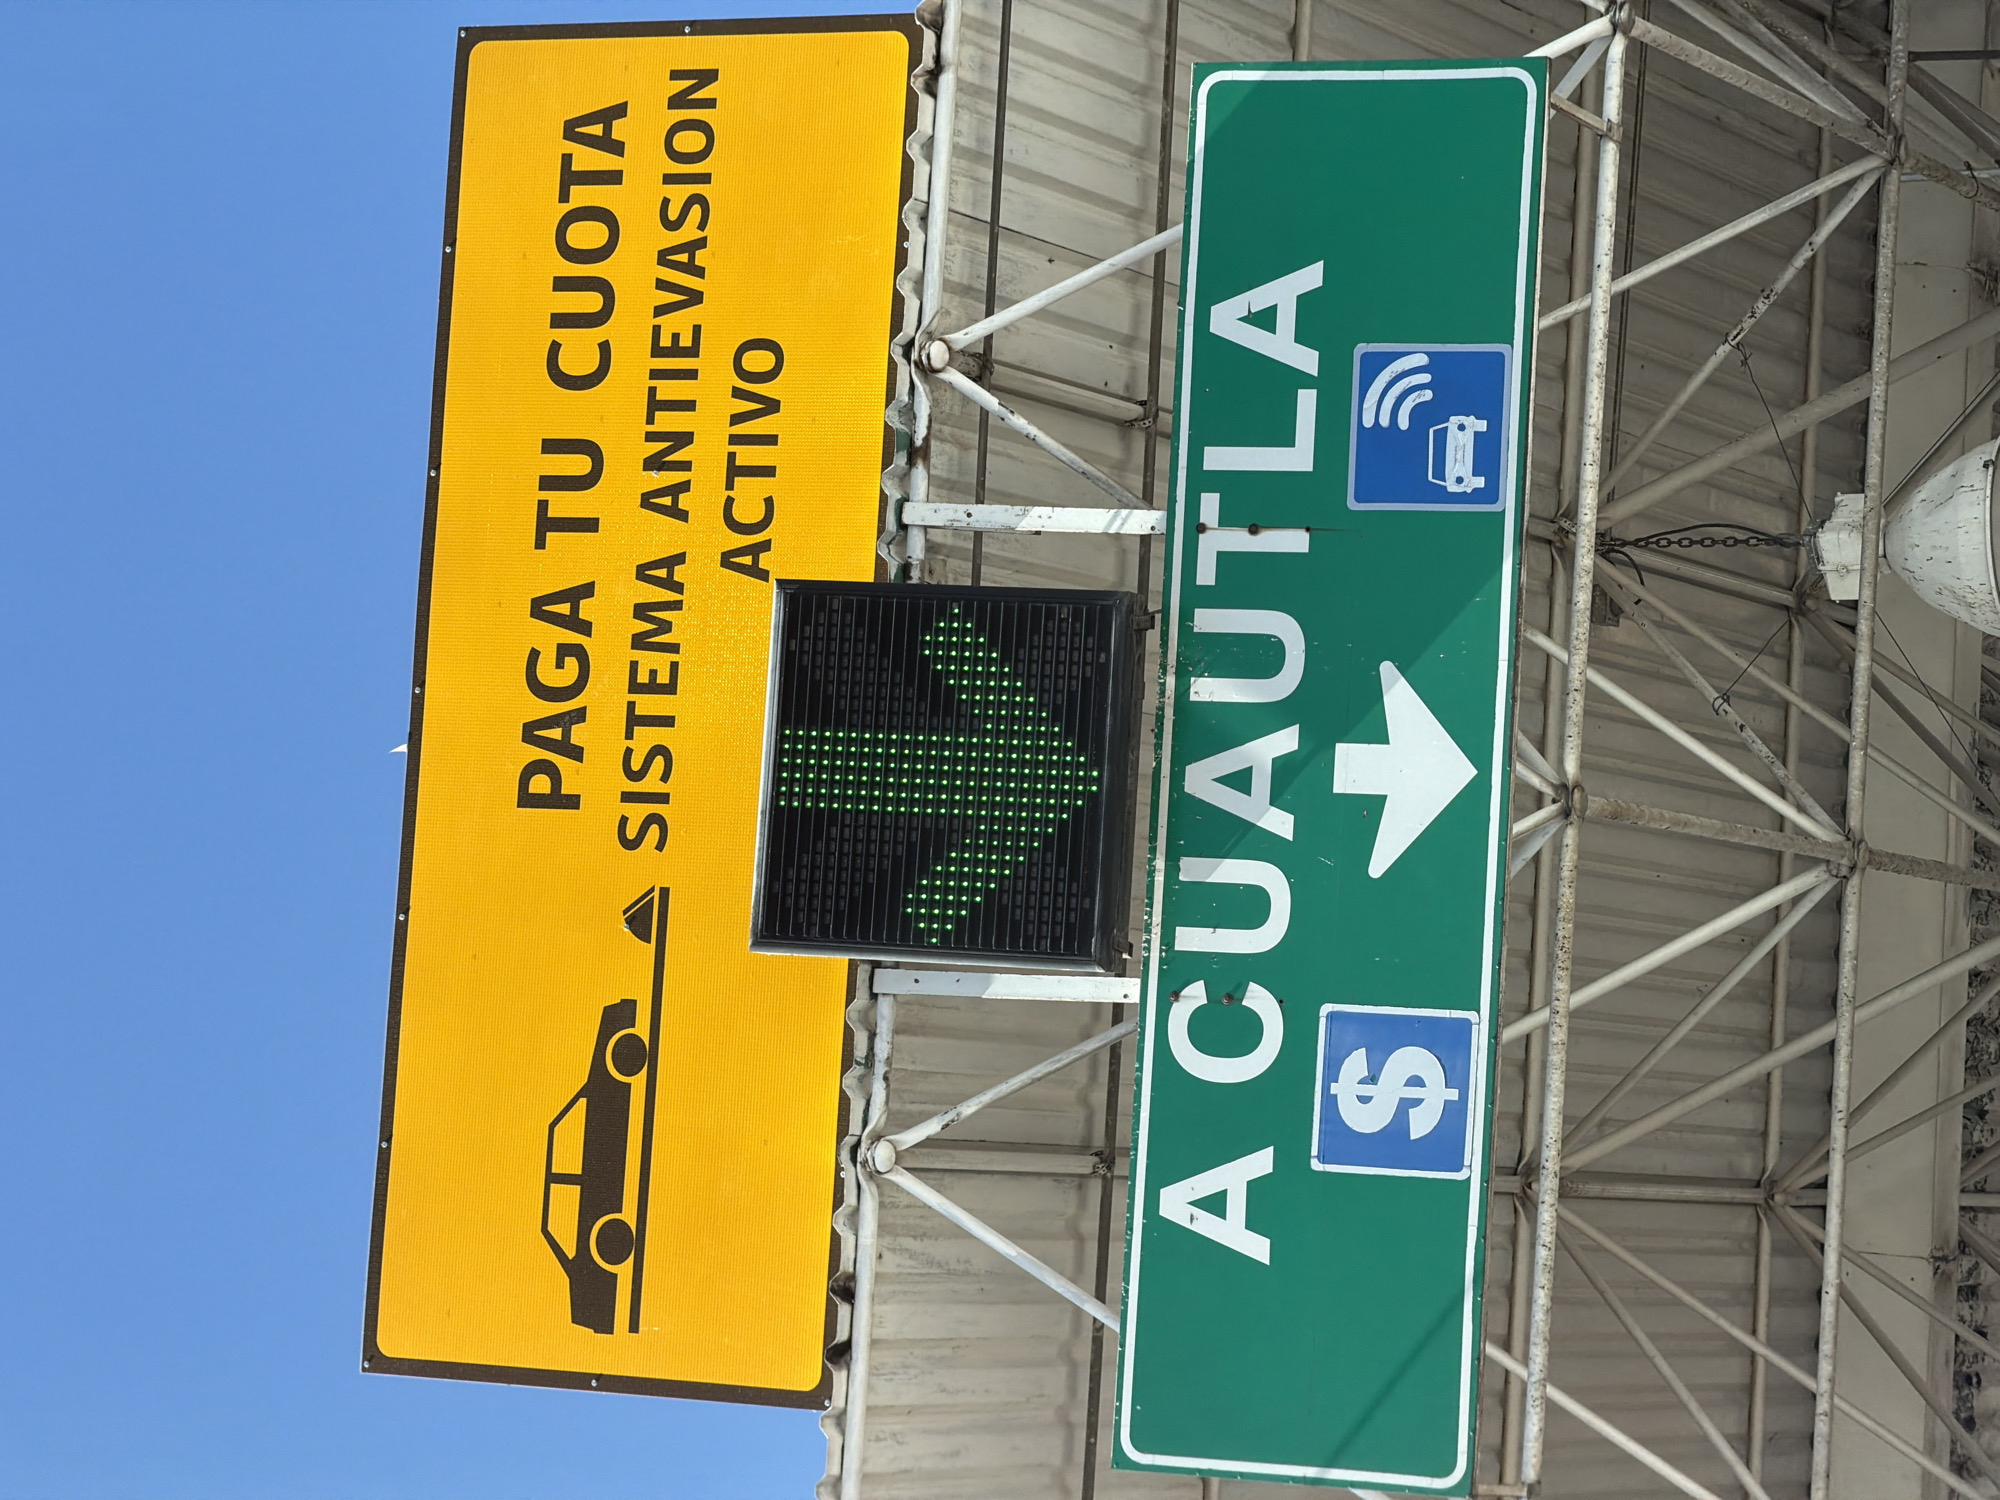 PAGA TU CUOTA
SISTEMA ANTIEVASION
ACTIVO
A CUAUTLA
$